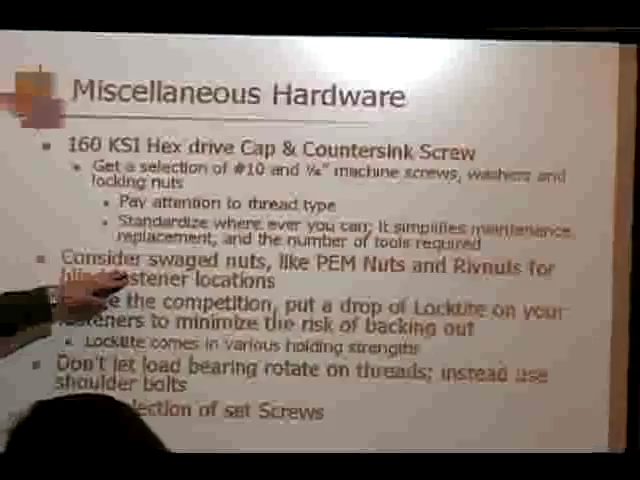 Miscellaneous Hardware
160 KSI Hex drive Cap & Countersink Screw
Get a selection of #10 and ¼" machine screws, washers and
locking nuts
Pay attention to thread type
Standardize where ever you can; it simplifies maintenance,
replacement, and the number of tools required
Consider swaged nuts, like PEM Nuts and Rivnuts for
fastener locations
the competition, put a drop of Locktite on your
fasteners to minimize the risk of backing out
Locktite comes in various holding strengths
Don't let load bearing rotate on threads; instead use
shoulder bolts
selection of set Screws